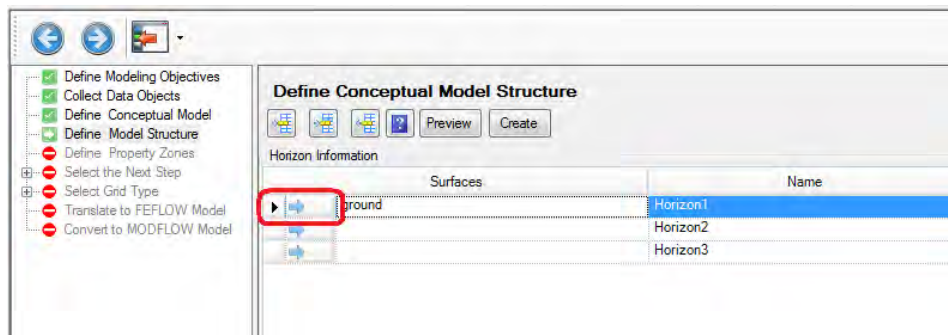 Define Modeling Objectives
Collect Data Objects
Define Conceptual Model
Define Model Structure
Define Property Zones
Select the Next Step
Select Grid Type
Translate to FEFLOW Model
Convert to MODFLOW Model
Define Conceptual Model Structure
Preview Create
Horizon Information
Surfaces Name
ground Horizon1
Horizon2
Horizon3